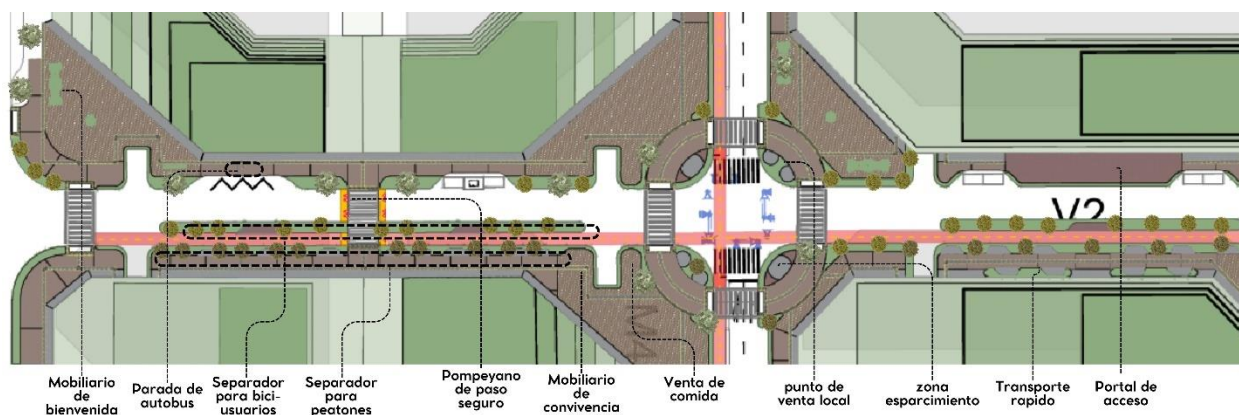 V2
M4
Mobiliario
de
bienvenida
Parada de
autobus
Separador
para bici-
usuarios
Separador
para
peatones
Pompeyano
de paso
seguro
Mobiliario
de
convivencia
Venta de
comida
punto de
venta local
zona
esparcimiento
Transporte
rapido
Portal de
acceso